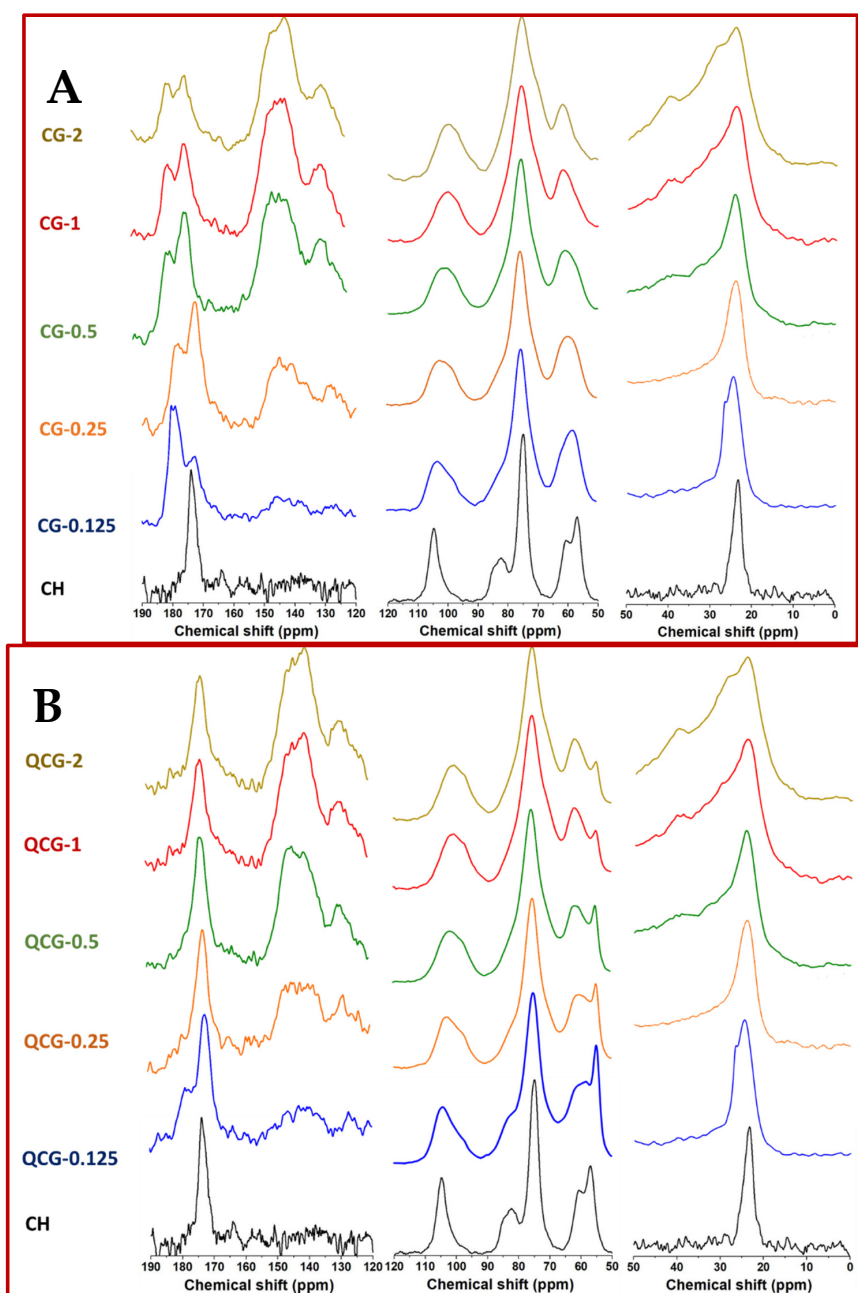 A
CG-2
CG-1
CG-0.5
CG-0.25
CG-0.125
CH
190 180 170 160 150 140 130 120
Chemical shift (ppm)
120 110 100 90 80 70 60 50
Chemical shift (ppm)
50 40 30 20 10 0
Chemical shift (ppm)
B
QCG-2
QCG-1
QCG-0.5
QCG-0.25
QCG-0.125
CH
190 180 170 160 150 140 130 120
Chemical shift (ppm)
120 110 100 90 80 70 60 50
Chemical shift (ppm)
50 40 30 20 10 0
Chemical shift (ppm)